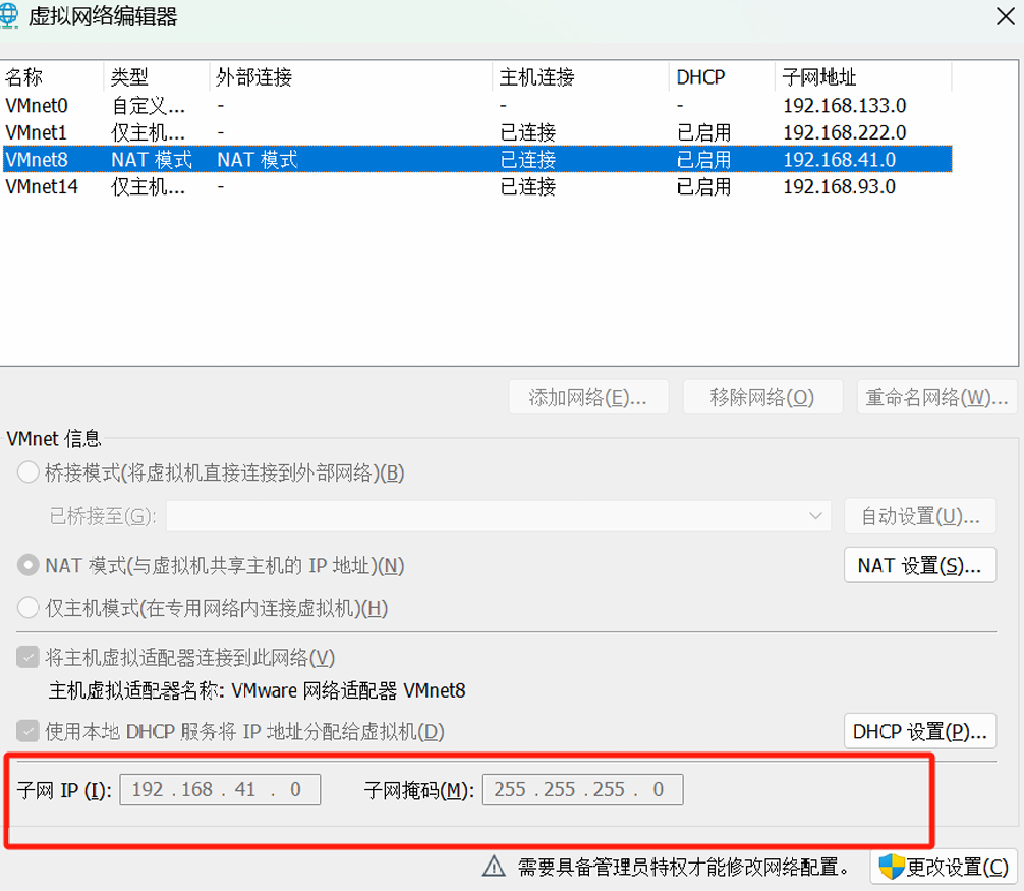 虚拟网络编辑器
名称 类型 外部连接 主机连接 DHCP 子网地址
VMnet0 自定义... - - - 192.168.133.0
VMnet1 仅主机... - 已连接 已启用 192.168.222.0
VMnet8 NAT 模式 NAT 模式 已连接 已启用 192.168.41.0
VMnet14 仅主机... - 已连接 已启用 192.168.93.0
添加网络(E)... 移除网络(O) 重命名网络(W)...
VMnet 信息
桥接模式(将虚拟机直接连接到外部网络)(B)
已桥接至(G): 自动设置(U)...
NAT 模式(与虚拟机共享主机的 IP 地址)(N) NAT 设置(S)...
仅主机模式(在专用网络内连接虚拟机)(H)
将主机虚拟适配器连接到此网络(V)
主机虚拟适配器名称: VMware 网络适配器 VMnet8
使用本地 DHCP 服务将 IP 地址分配给虚拟机(D) DHCP 设置(P)...
子网 IP (I): 192 . 168 . 41 . 0 子网掩码(M): 255 . 255 . 255 . 0
需要具备管理员特权才能修改网络配置。 更改设置(C)